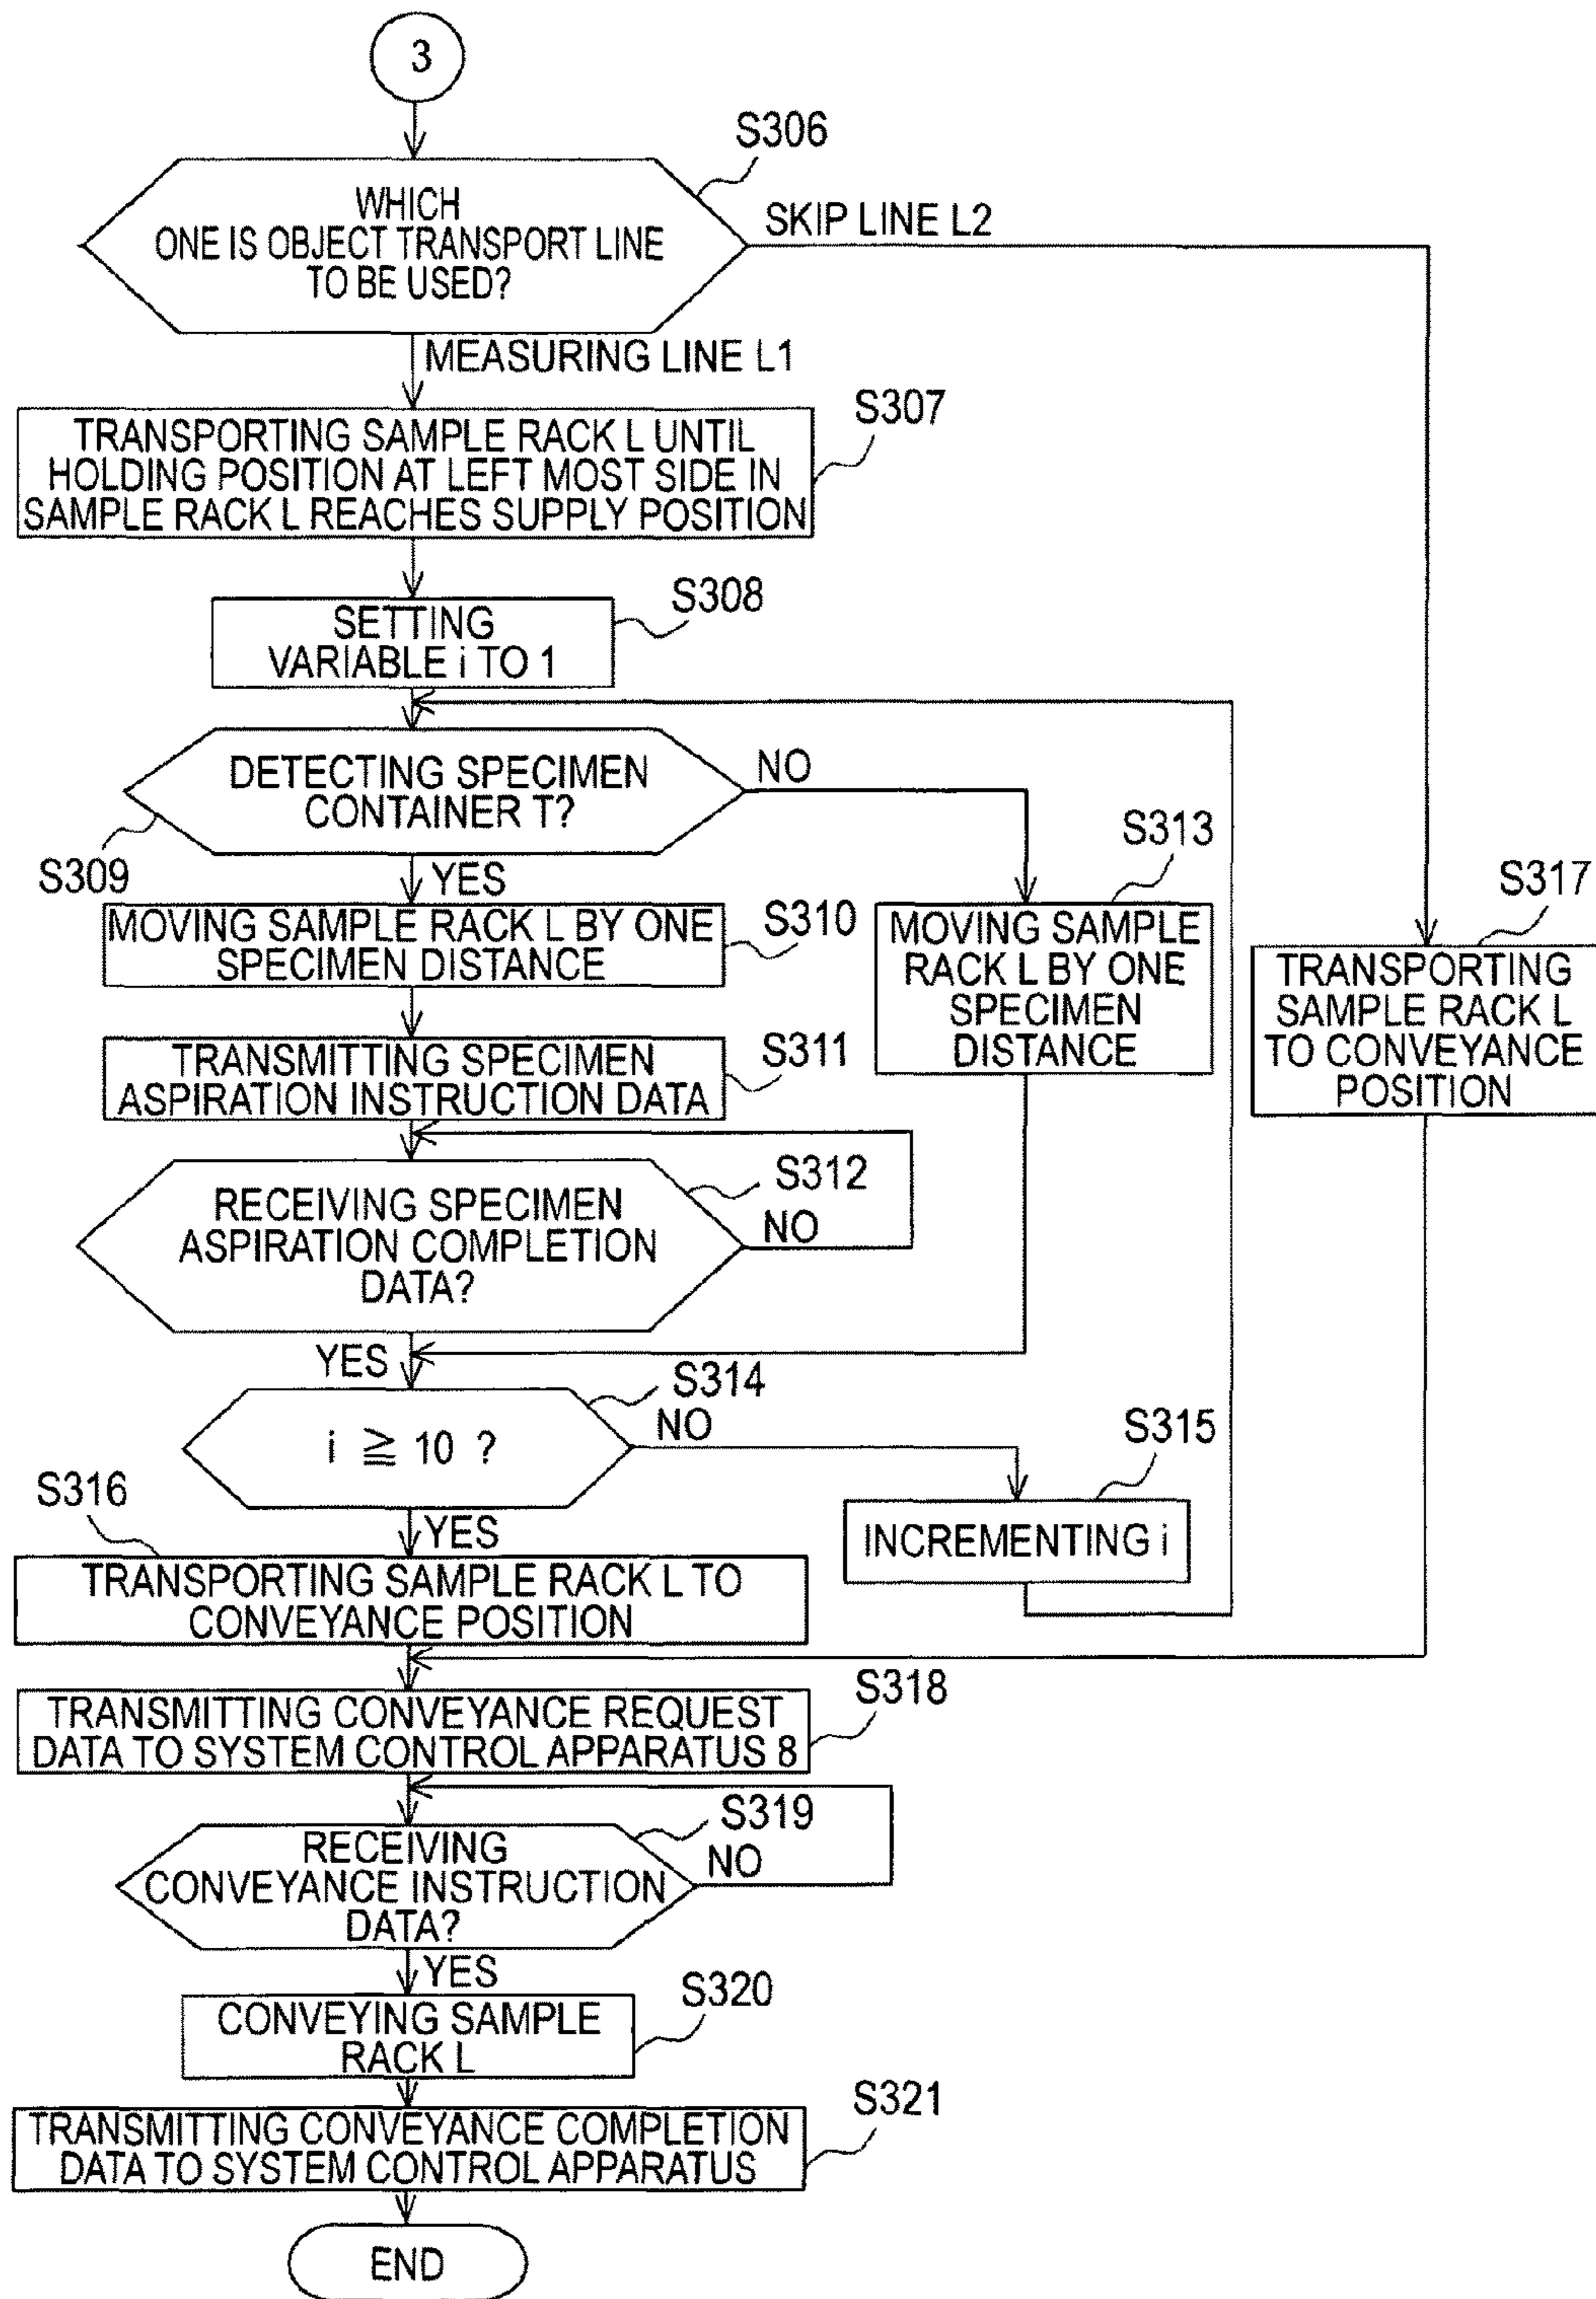 3
S306
WHICH
ONE IS OBJECT TRANSPORT LINE
TO BE USED?
SKIP LINE L2
MEASURING LINE L1
S307
TRANSPORTING SAMPLE RACK L UNTIL
HOLDING POSITION AT LEFT MOST SIDE IN
SAMPLE RACK L REACHES SUPPLY POSITION
S308
SETTING
VARIABLE i TO 1
DETECTING SPECIMEN
CONTAINER T?
NO
S309
YES
S313
MOVING SAMPLE
RACK L BY ONE
SPECIMEN
DISTANCE
S317
TRANSPORTING
SAMPLE RACK L
TO CONVEYANCE
POSITION
S310
MOVING SAMPLE RACK L BY ONE
SPECIMEN DISTANCE
S311
TRANSMITTING SPECIMEN
ASPIRATION INSTRUCTION DATA
S312
RECEIVING SPECIMEN
ASPIRATION COMPLETION
DATA?
NO
YES
S314
i ≧ 10 ?
NO
S315
INCREMENTING i
S316
YES
TRANSPORTING SAMPLE RACK L TO
CONVEYANCE POSITION
S318
TRANSMITTING CONVEYANCE REQUEST
DATA TO SYSTEM CONTROL APPARATUS 8
S319
RECEIVING
CONVEYANCE INSTRUCTION
DATA?
NO
YES
S320
CONVEYING SAMPLE
RACK L
S321
TRANSMITTING CONVEYANCE COMPLETION
DATA TO SYSTEM CONTROL APPARATUS
END